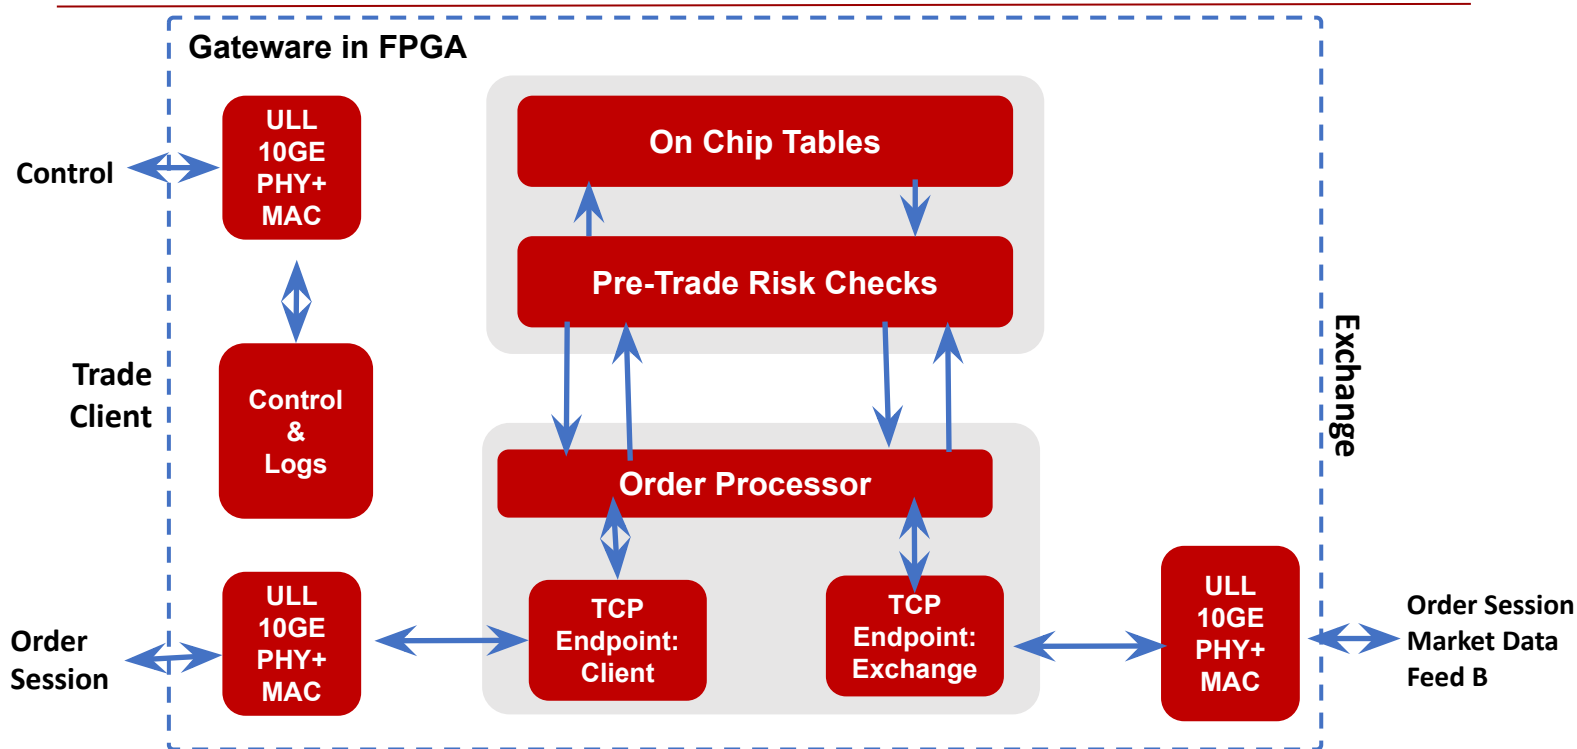 Gateware in FPGA
ULL
10GE
PHY+
MAC
On Chip Tables
Control
Pre-Trade Risk Checks
Exchange
Trade
Client
Control
&
Logs
Order Processor
ULL
10GE
PHY+
MAC
TCP
Endpoint:
Client
TCP
Endpoint:
Exchange
ULL
10GE
PHY+
MAC
Order
Session
Order Session
Market Data
Feed B